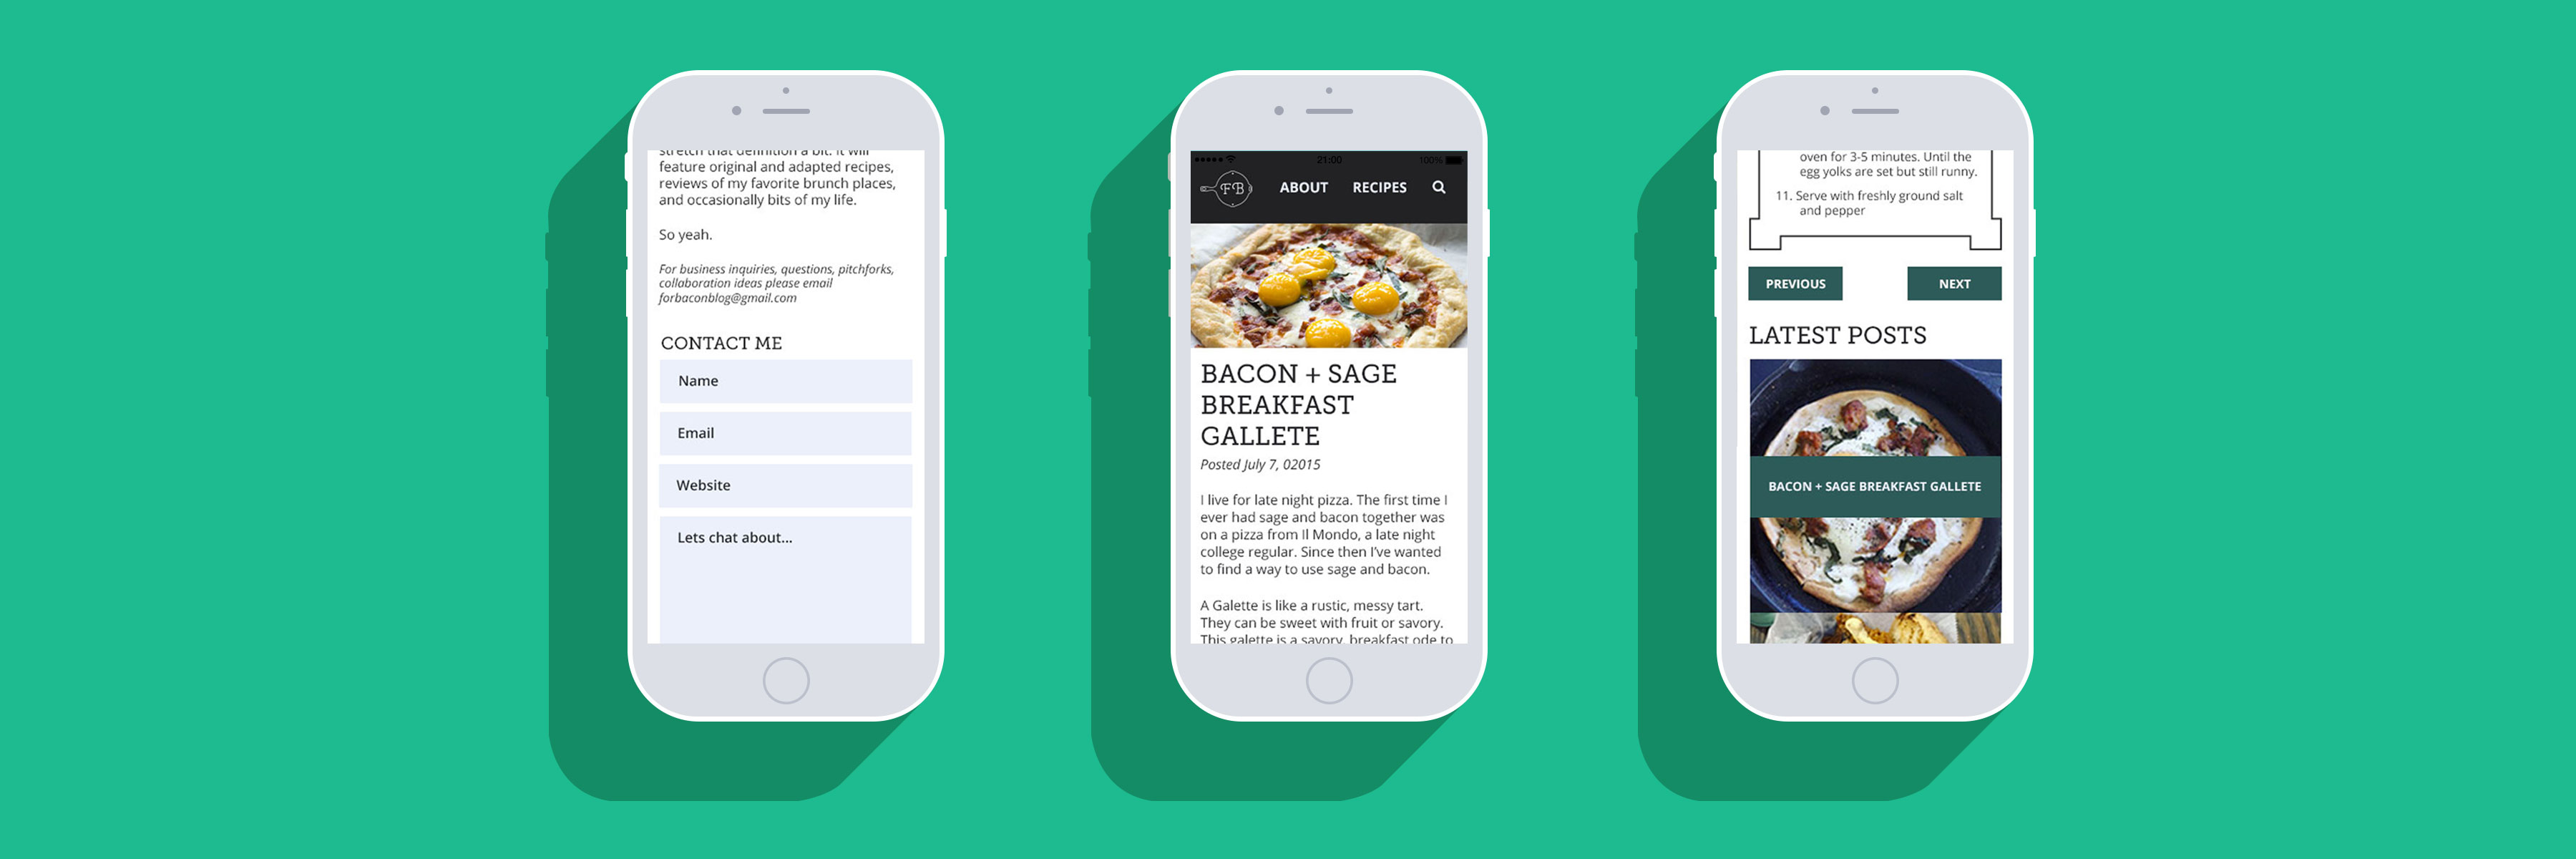 stretch that definition a bit. It will
feature original and adapted recipes,
reviews of my favorite brunch places,
and occasionally bits of my life.
So yeah.
For business inquiries, questions, pitchforks,
collaboration ideas please email
forbaconblog@gmail.com
CONTACT ME
Name
Email
Website
Lets chat about...
21:00
100%
FB
ABOUT
RECIPES
BACON + SAGE
BREAKFAST
GALLETE
Posted July 7, 02015
I live for late night pizza. The first time I
ever had sage and bacon together was
on a pizza from Il Mondo, a late night
college regular. Since then I've wanted
to find a way to use sage and bacon.
A Galette is like a rustic, messy tart.
They can be sweet with fruit or savory.
This galette is a savory, breakfast ode to
oven for 3-5 minutes. Until the
egg yolks are set but still runny.
11. Serve with freshly ground salt
and pepper
PREVIOUS
NEXT
LATEST POSTS
BACON + SAGE BREAKFAST GALLETE